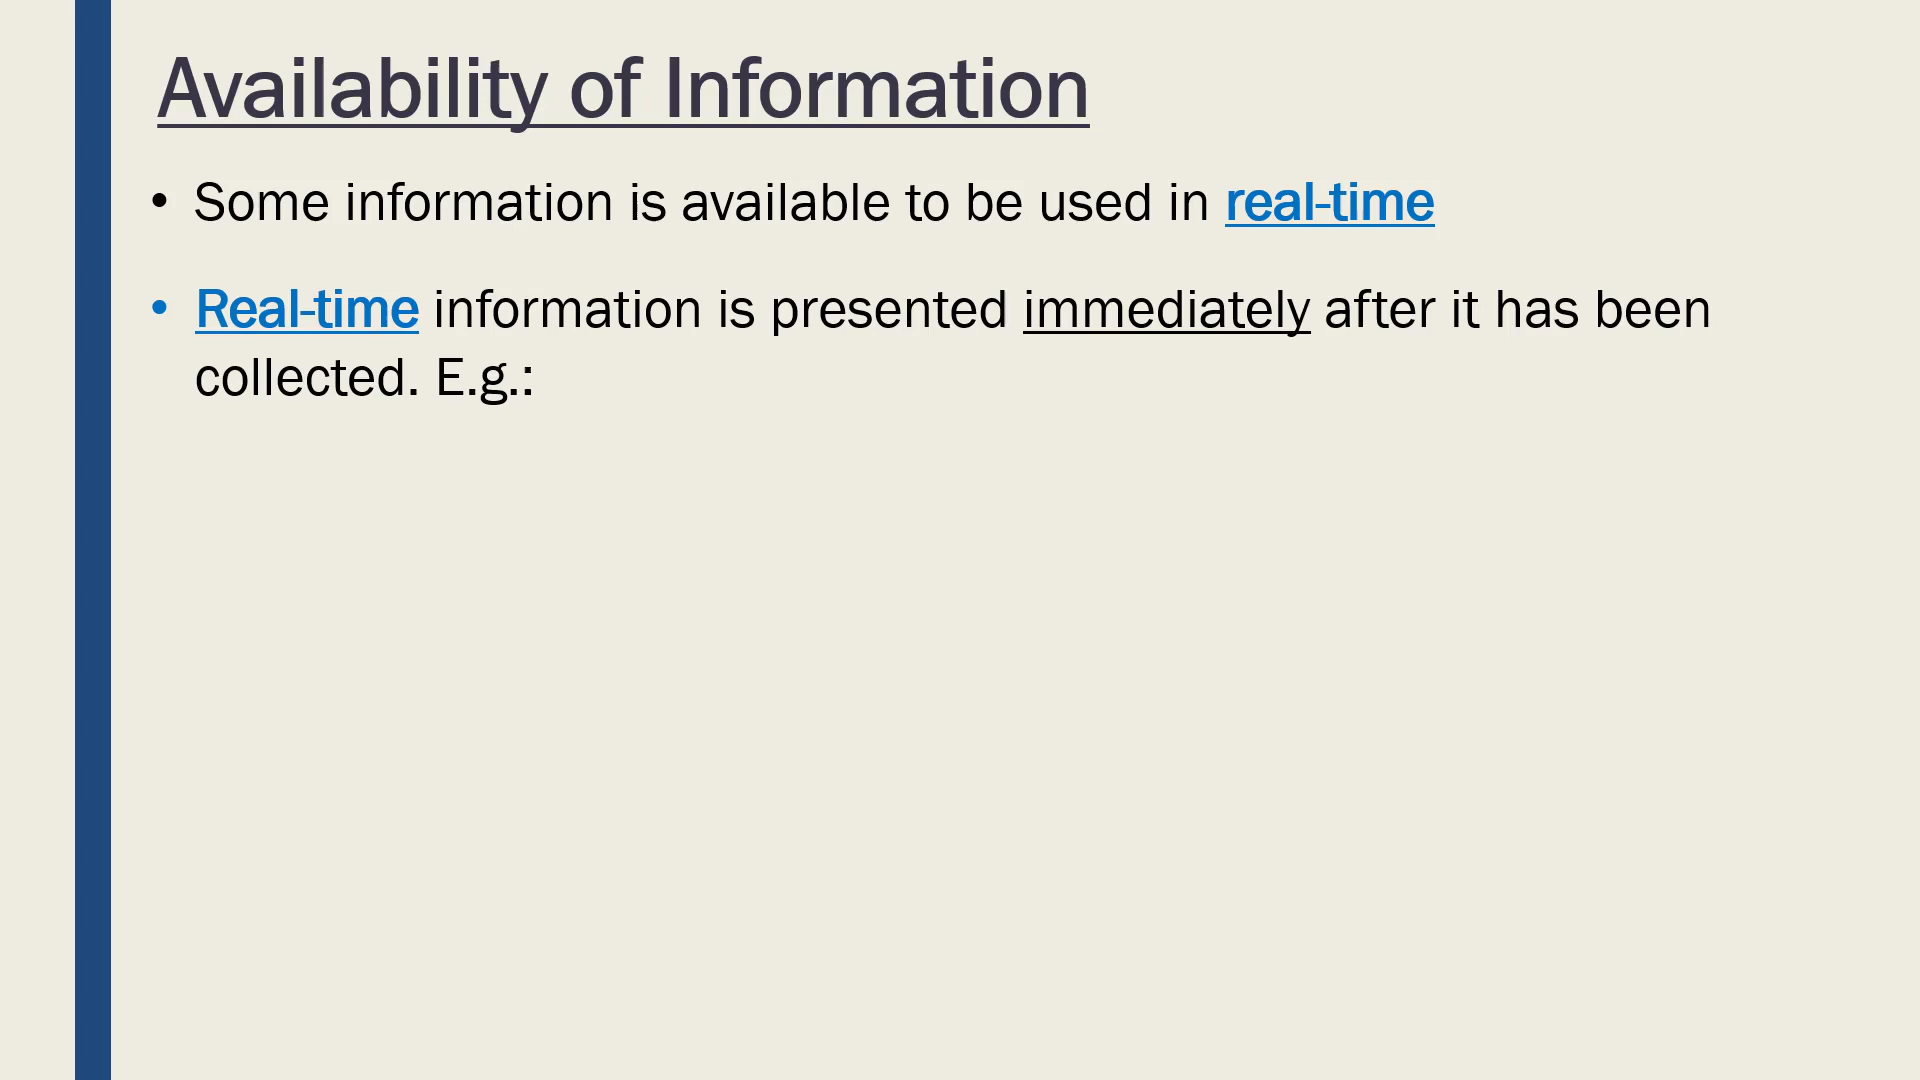 Availability of Information
• Some information is available to be used in real-time
• Real-time information is presented immediately after it has been
collected. E.g.: